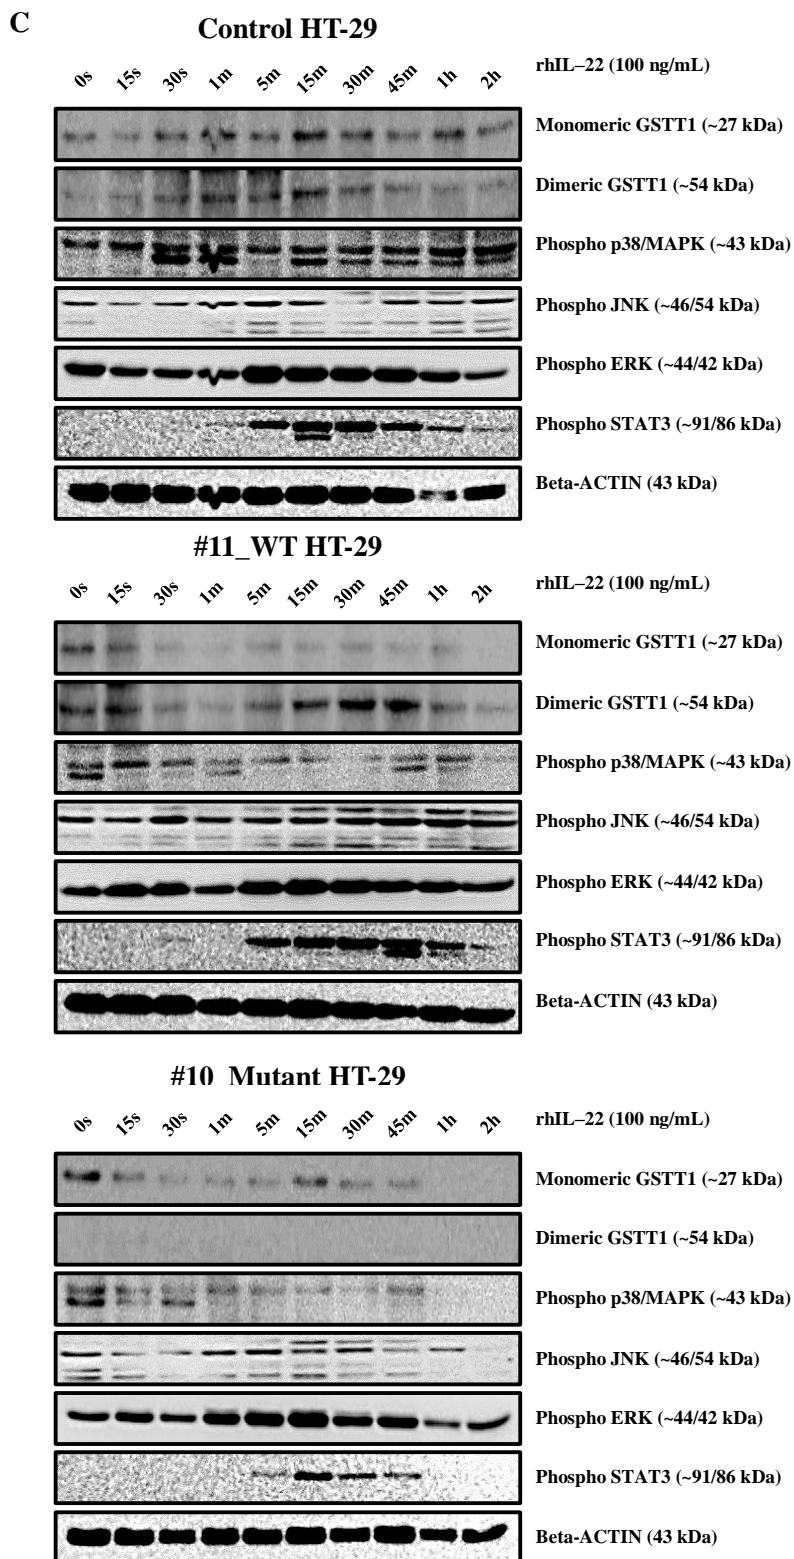 C
Control HT-29
0s 15s 30s 1m 5m 15m 30m 45m 1h 2h rhIL–22 (100 ng/mL)
Monomeric GSTT1 (~27 kDa)
Dimeric GSTT1 (~54 kDa)
Phospho p38/MAPK (~43 kDa)
Phospho JNK (~46/54 kDa)
Phospho ERK (~44/42 kDa)
Phospho STAT3 (~91/86 kDa)
Beta-ACTIN (43 kDa)
#11_WT HT-29
0s 15s 30s 1m 5m 15m 30m 45m 1h 2h rhIL–22 (100 ng/mL)
Monomeric GSTT1 (~27 kDa)
Dimeric GSTT1 (~54 kDa)
Phospho p38/MAPK (~43 kDa)
Phospho JNK (~46/54 kDa)
Phospho ERK (~44/42 kDa)
Phospho STAT3 (~91/86 kDa)
Beta-ACTIN (43 kDa)
#10 Mutant HT-29
0s 15s 30s 1m 5m 15m 30m 45m 1h 2h rhIL–22 (100 ng/mL)
Monomeric GSTT1 (~27 kDa)
Dimeric GSTT1 (~54 kDa)
Phospho p38/MAPK (~43 kDa)
Phospho JNK (~46/54 kDa)
Phospho ERK (~44/42 kDa)
Phospho STAT3 (~91/86 kDa)
Beta-ACTIN (43 kDa)